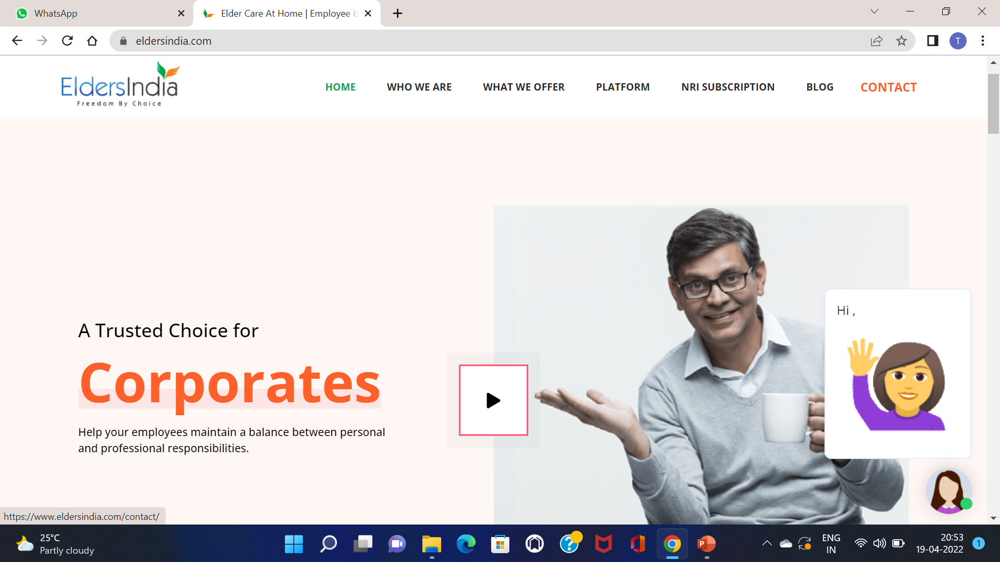 WhatsApp
Elder Care At Home | Employee b
eldersindia.com
T
EldersIndia
Freedom By Choice
HOME
WHO WE ARE
WHAT WE OFFER
PLATFORM
NRI SUBSCRIPTION
BLOG
CONTACT
A Trusted Choice for
Corporates
Help your employees maintain a balance between personal
and professional responsibilities.
Hi ,
https://www.eldersindia.com/contact/
25°C
Partly cloudy
ENG
IN
20:53
19-04-2022
1